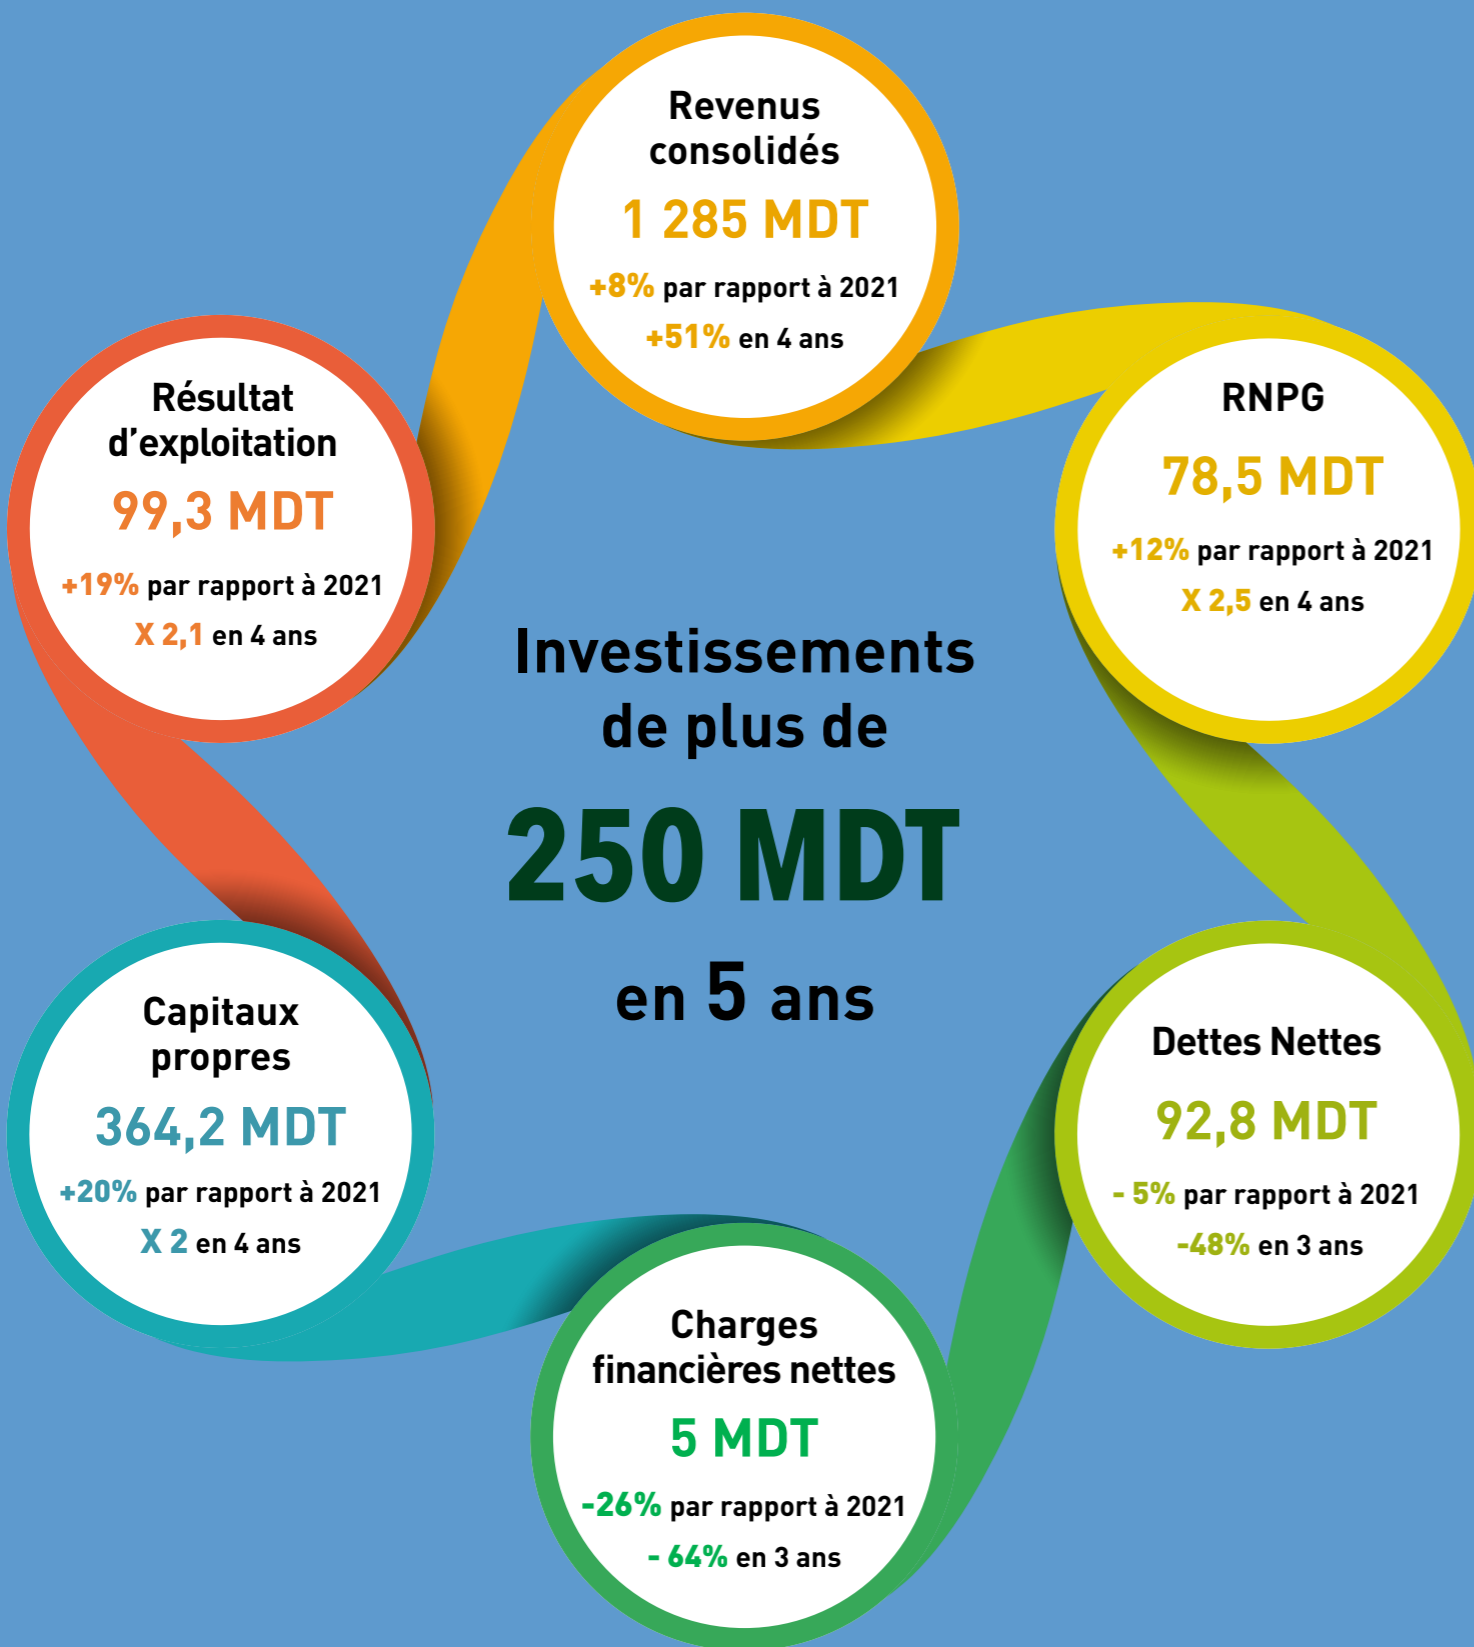 Revenus
consolidés
1 285 MDT
+8% par rapport à 2021
+51% en 4 ans
Résultat
d'exploitation
99,3 MDT
+19% par rapport à 2021
X 2,1 en 4 ans
RNPG
78,5 MDT
+12% par rapport à 2021
X 2,5 en 4 ans
Investissements
de plus de
250 MDT
en 5 ans
Capitaux
propres
364,2 MDT
+20% par rapport à 2021
X 2 en 4 ans
Dettes Nettes
92,8 MDT
- 5% par rapport à 2021
-48% en 3 ans
Charges
financières nettes
5 MDT
-26% par rapport à 2021
- 64% en 3 ans